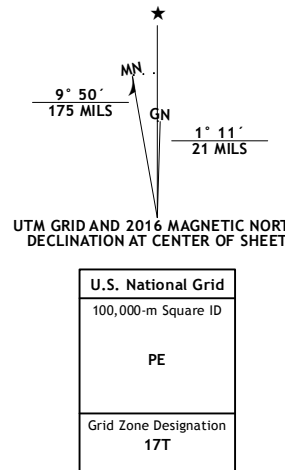 MN
GN
9° 50´
175 MILS
1° 11´
21 MILS
UTM GRID AND 2016 MAGNETIC NORT
DECLINATION AT CENTER OF SHEET
U.S. National Grid
100,000-m Square ID
PE
Grid Zone Designation
17T